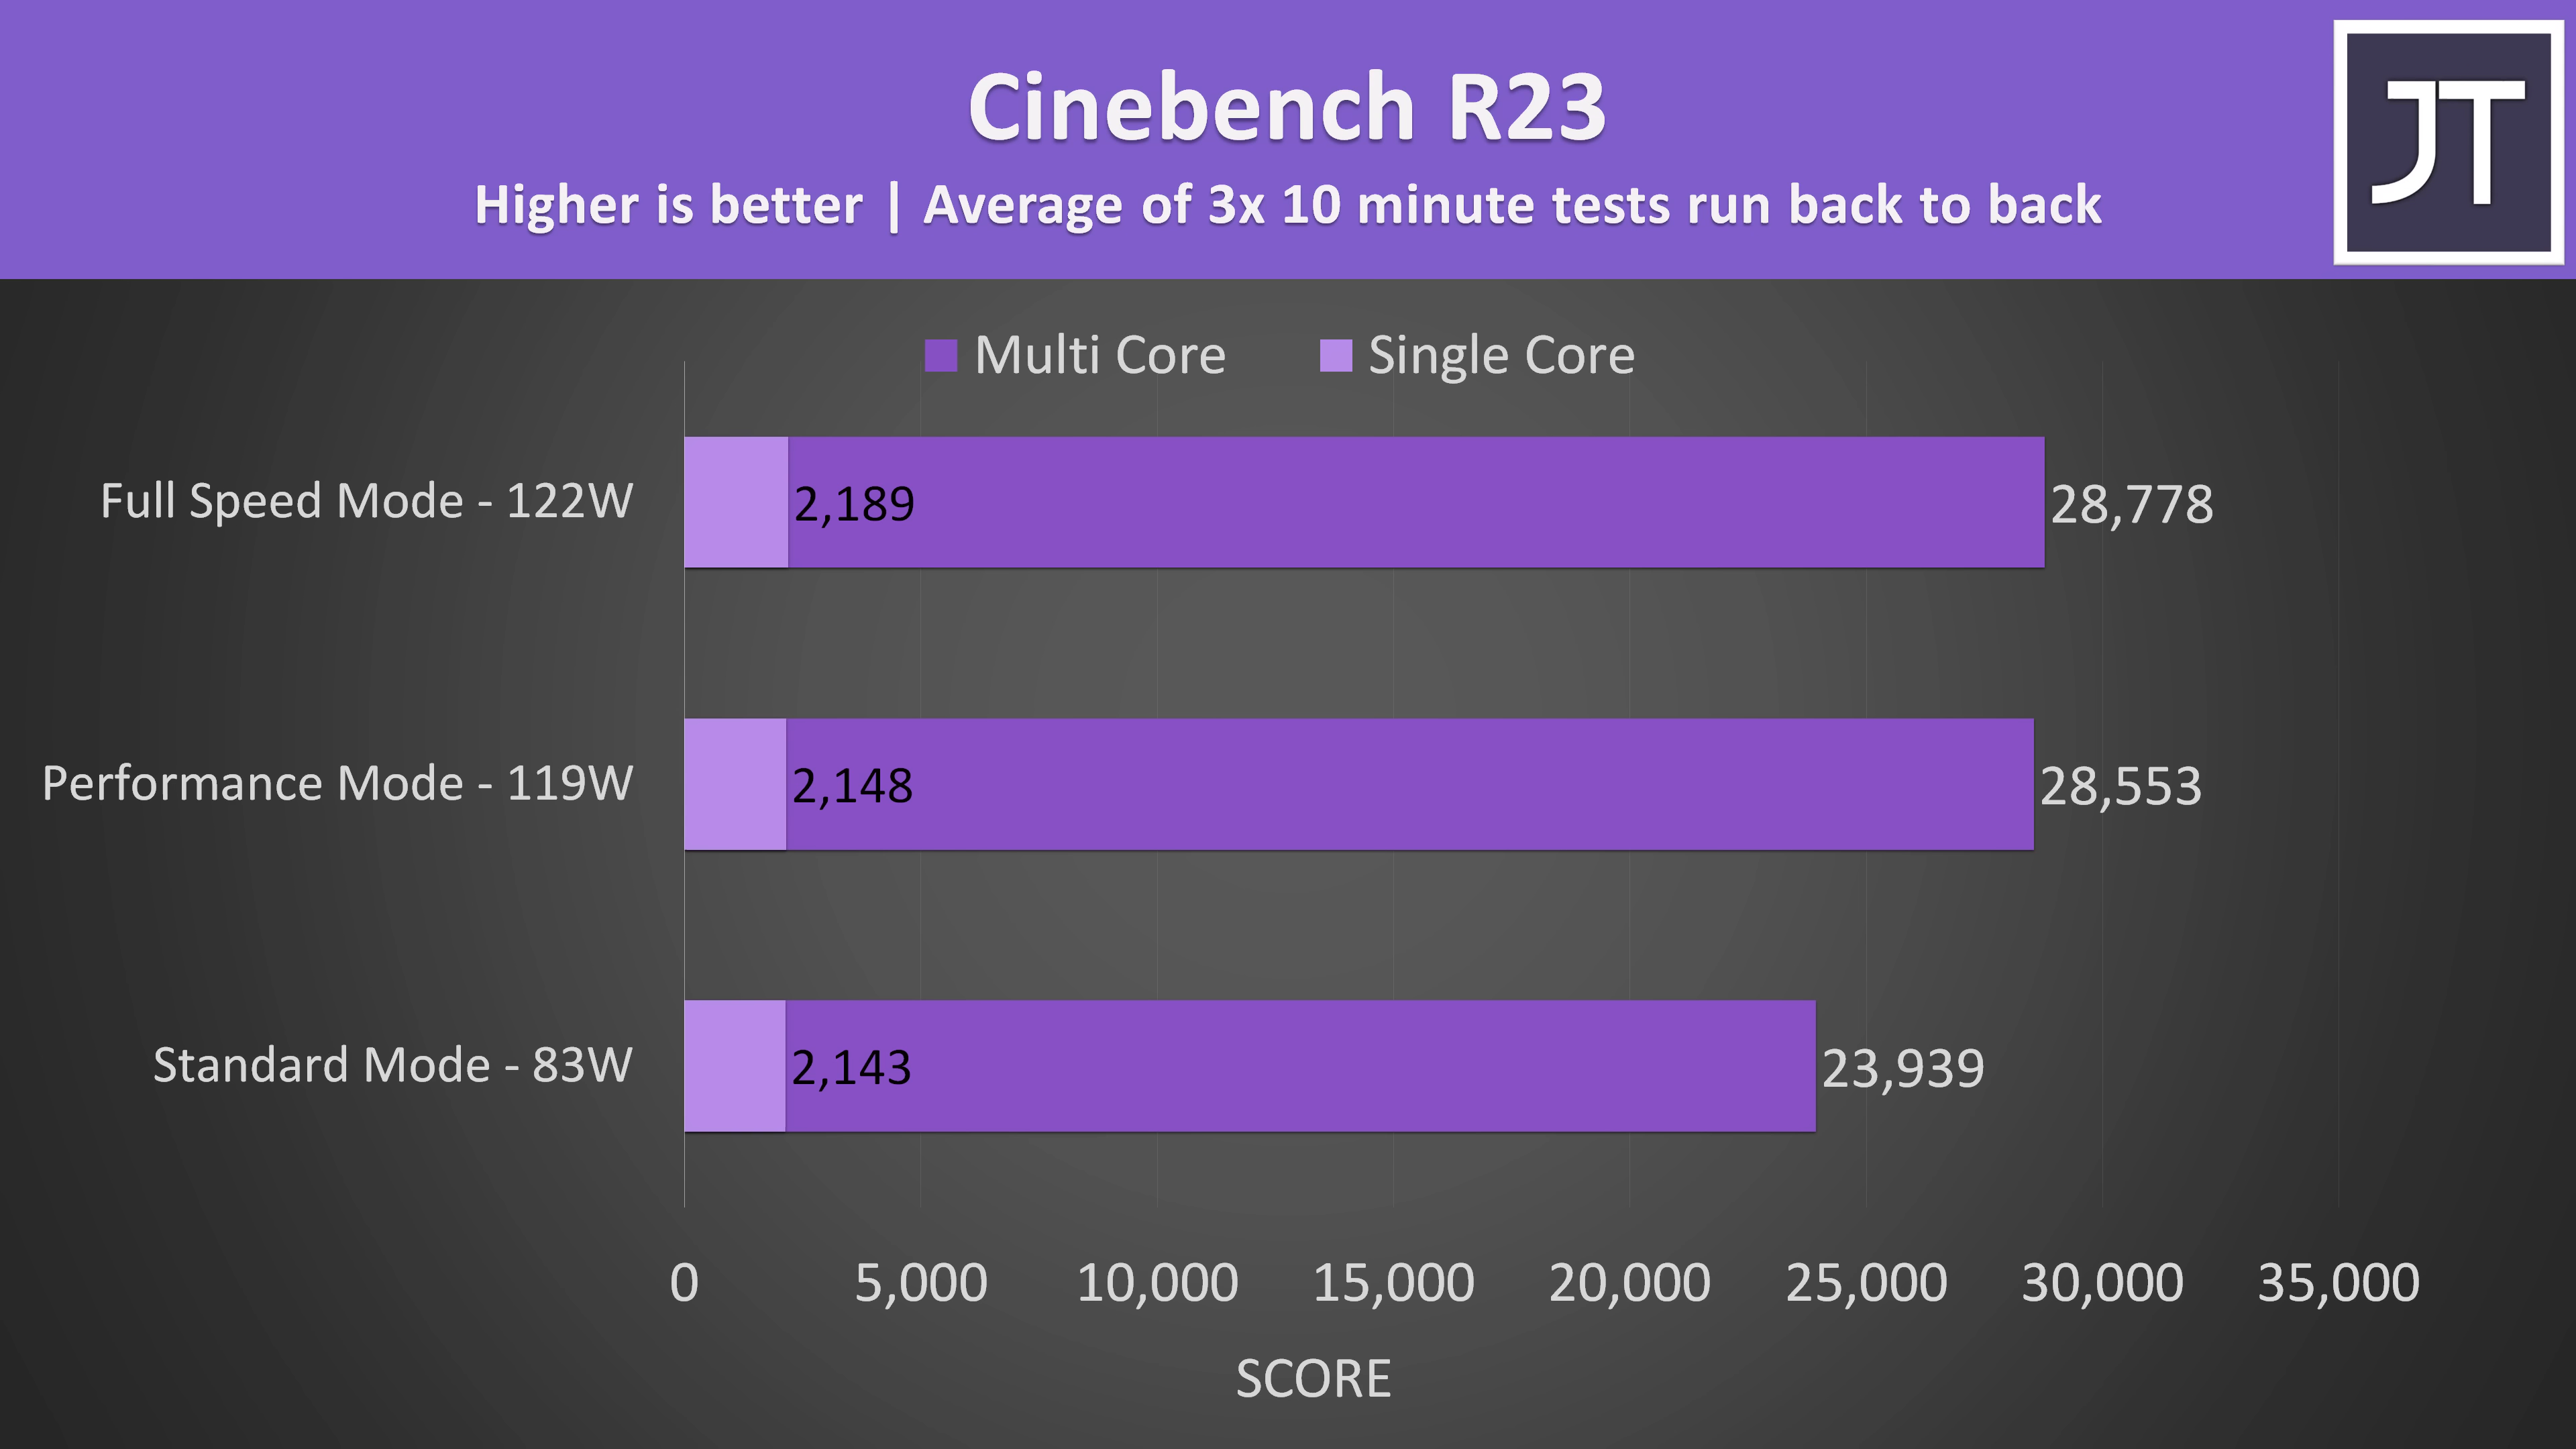 Cinebench R23
JT
Higher is better | Average of 3x 10 minute tests run back to back
Multi Core
Single Core
Full Speed Mode - 122W
2,189
28,778
Performance Mode - 119W
2,148
28,553
Standard Mode - 83W
2,143
23,939
0 5,000 10,000 15,000 20,000 25,000 30,000 35,000
SCORE